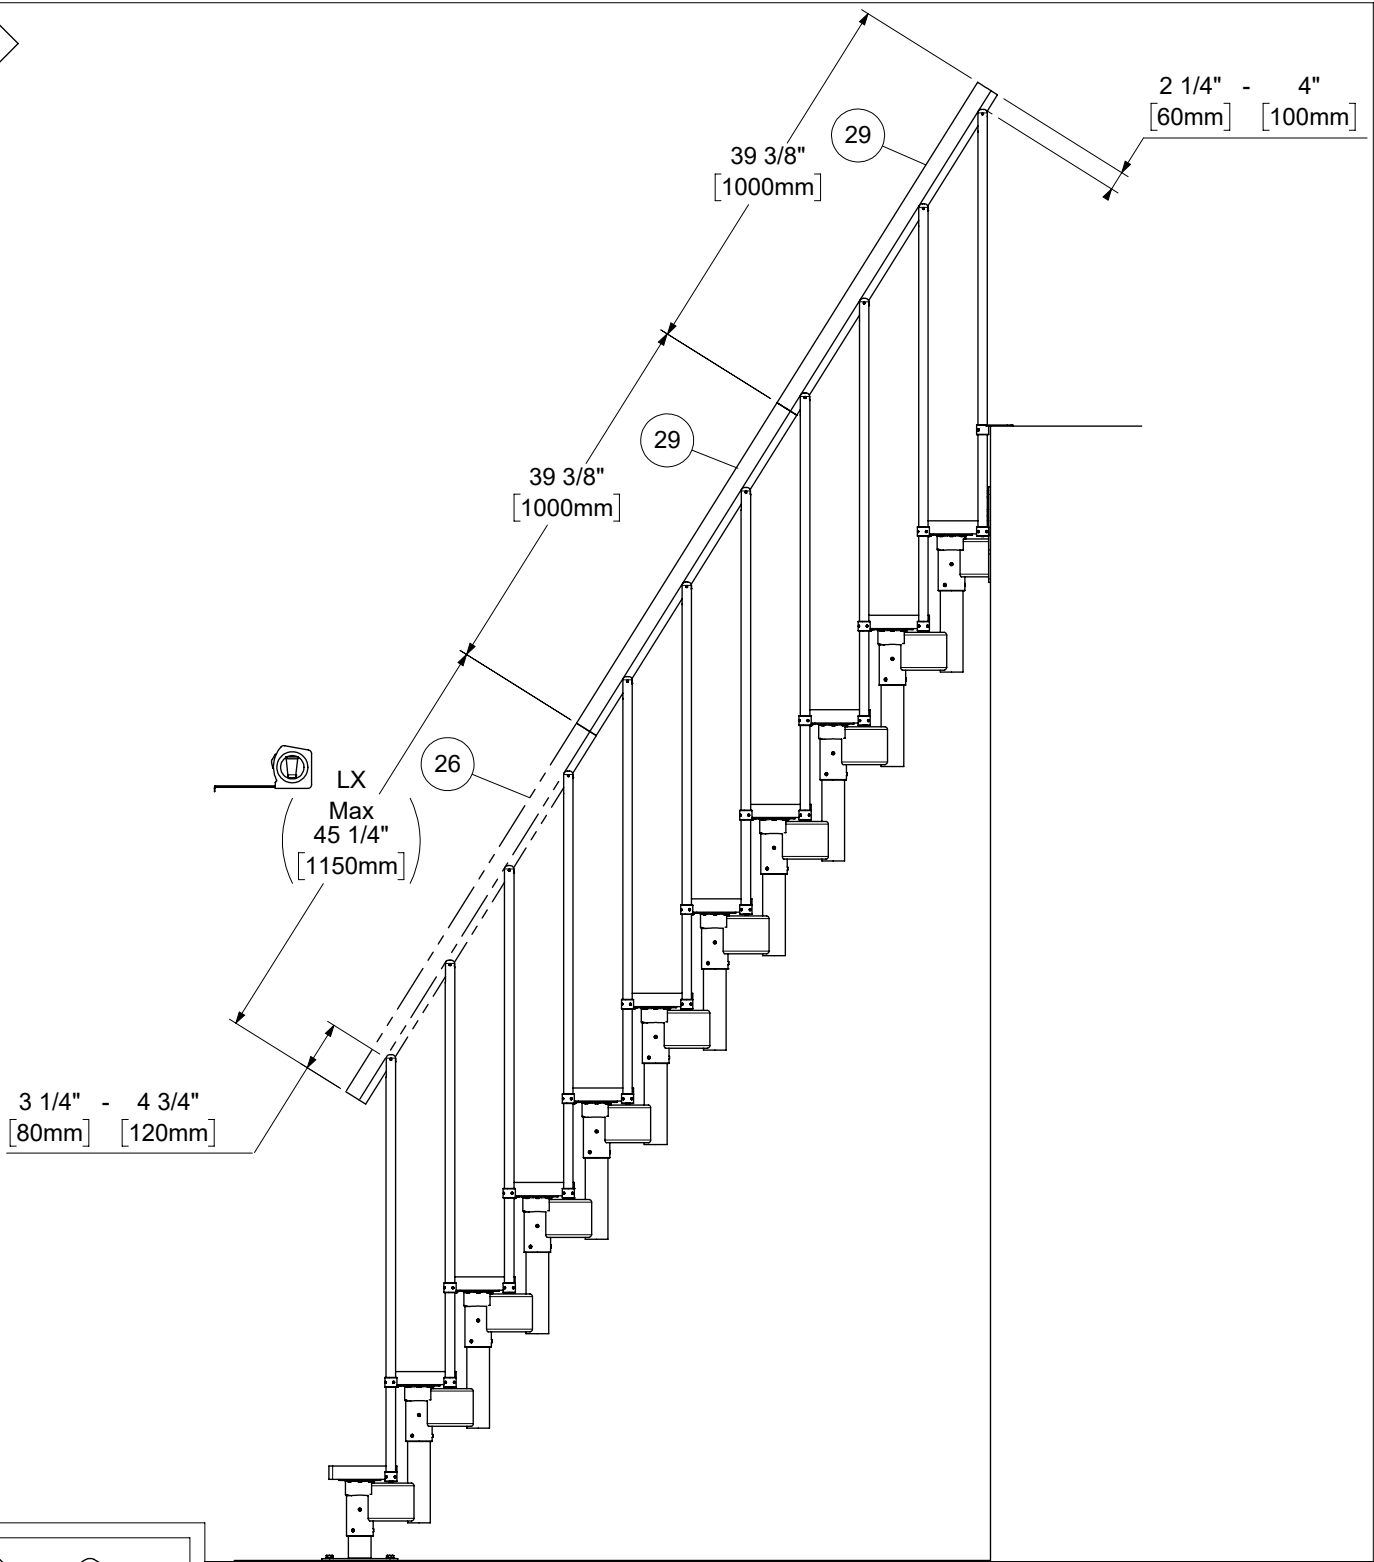 2 1/4" - 4"
[60mm] [100mm]
29
39 3/8"
[1000mm]
29
39 3/8"
[1000mm]
26
LX
Max
45 1/4"
[1150mm]
3 1/4" - 4 3/4"
[80mm] [120mm]